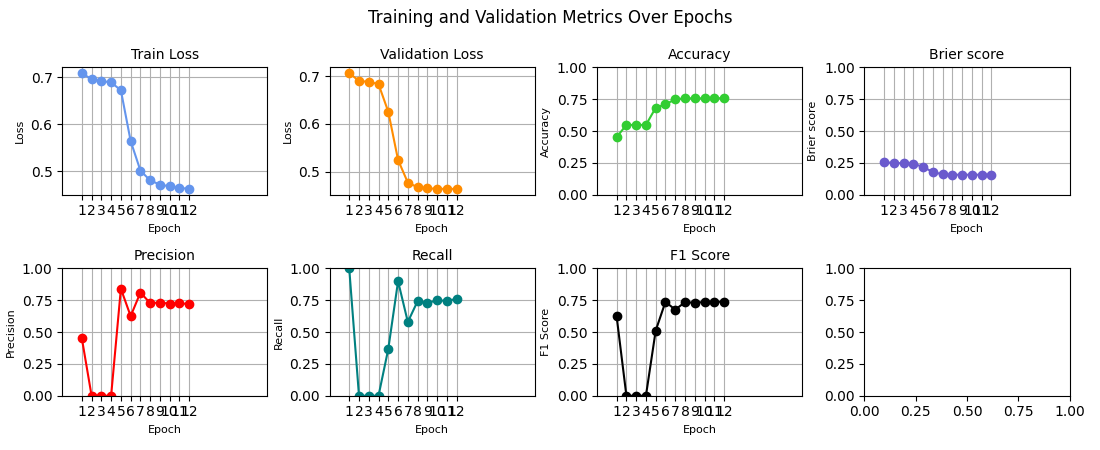 Training and Validation Metrics Over Epochs
Train Loss
Validation Loss
Accuracy
Brier score
Loss
0.7
0.6
0.5
1 2 3 4 5 6 7 8 9 10 11 12
Epoch
Loss
0.7
0.6
0.5
1 2 3 4 5 6 7 8 9 10 11 12
Epoch
Accuracy
1.00
0.75
0.50
0.25
0.00
1 2 3 4 5 6 7 8 9 10 11 12
Epoch
Brier score
1.00
0.75
0.50
0.25
0.00
1 2 3 4 5 6 7 8 9 10 11 12
Epoch
Precision
Recall
F1 Score
Precision
1.00
0.75
0.50
0.25
0.00
1 2 3 4 5 6 7 8 9 10 11 12
Epoch
Recall
1.00
0.75
0.50
0.25
0.00
1 2 3 4 5 6 7 8 9 10 11 12
Epoch
F1 Score
1.00
0.75
0.50
0.25
0.00
1 2 3 4 5 6 7 8 9 10 11 12
Epoch
1.00
0.75
0.50
0.25
0.00
0.00 0.25 0.50 0.75 1.00